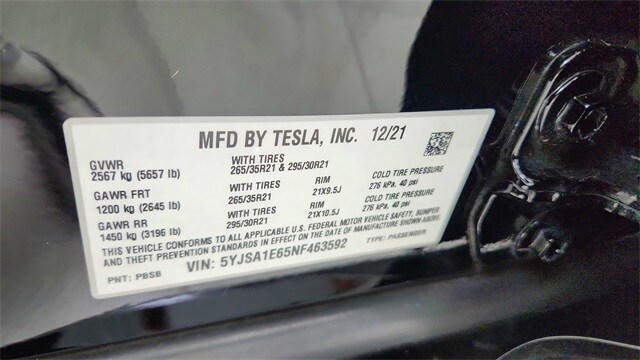 MFD BY TESLA, INC. 12/21
GVWR
2567 kg (5657 lb)
WITH TIRES
265/35R21 & 295/30R21
COLD TIRE PRESSURE
276 kPa, 40 psi
GAWR FRT
1200 kg (2645 lb)
WITH TIRES
265/35R21
RIM
21X9.5J
COLD TIRE PRESSURE
276 kPa, 40 psi
GAWR RR
1450 kg (3196 lb)
WITH TIRES
295/30R21
RIM
21X10.5J
THIS VEHICLE CONFORMS TO ALL APPLICABLE U.S. FEDERAL MOTOR VEHICLE SAFETY, BUMPER
AND THEFT PREVENTION STANDARDS IN EFFECT ON THE DATE OF MANUFACTURE SHOWN ABOVE.
VIN: 5YJSA1E65NF463592
TYPE: PASSENGER
PNT: PBSB